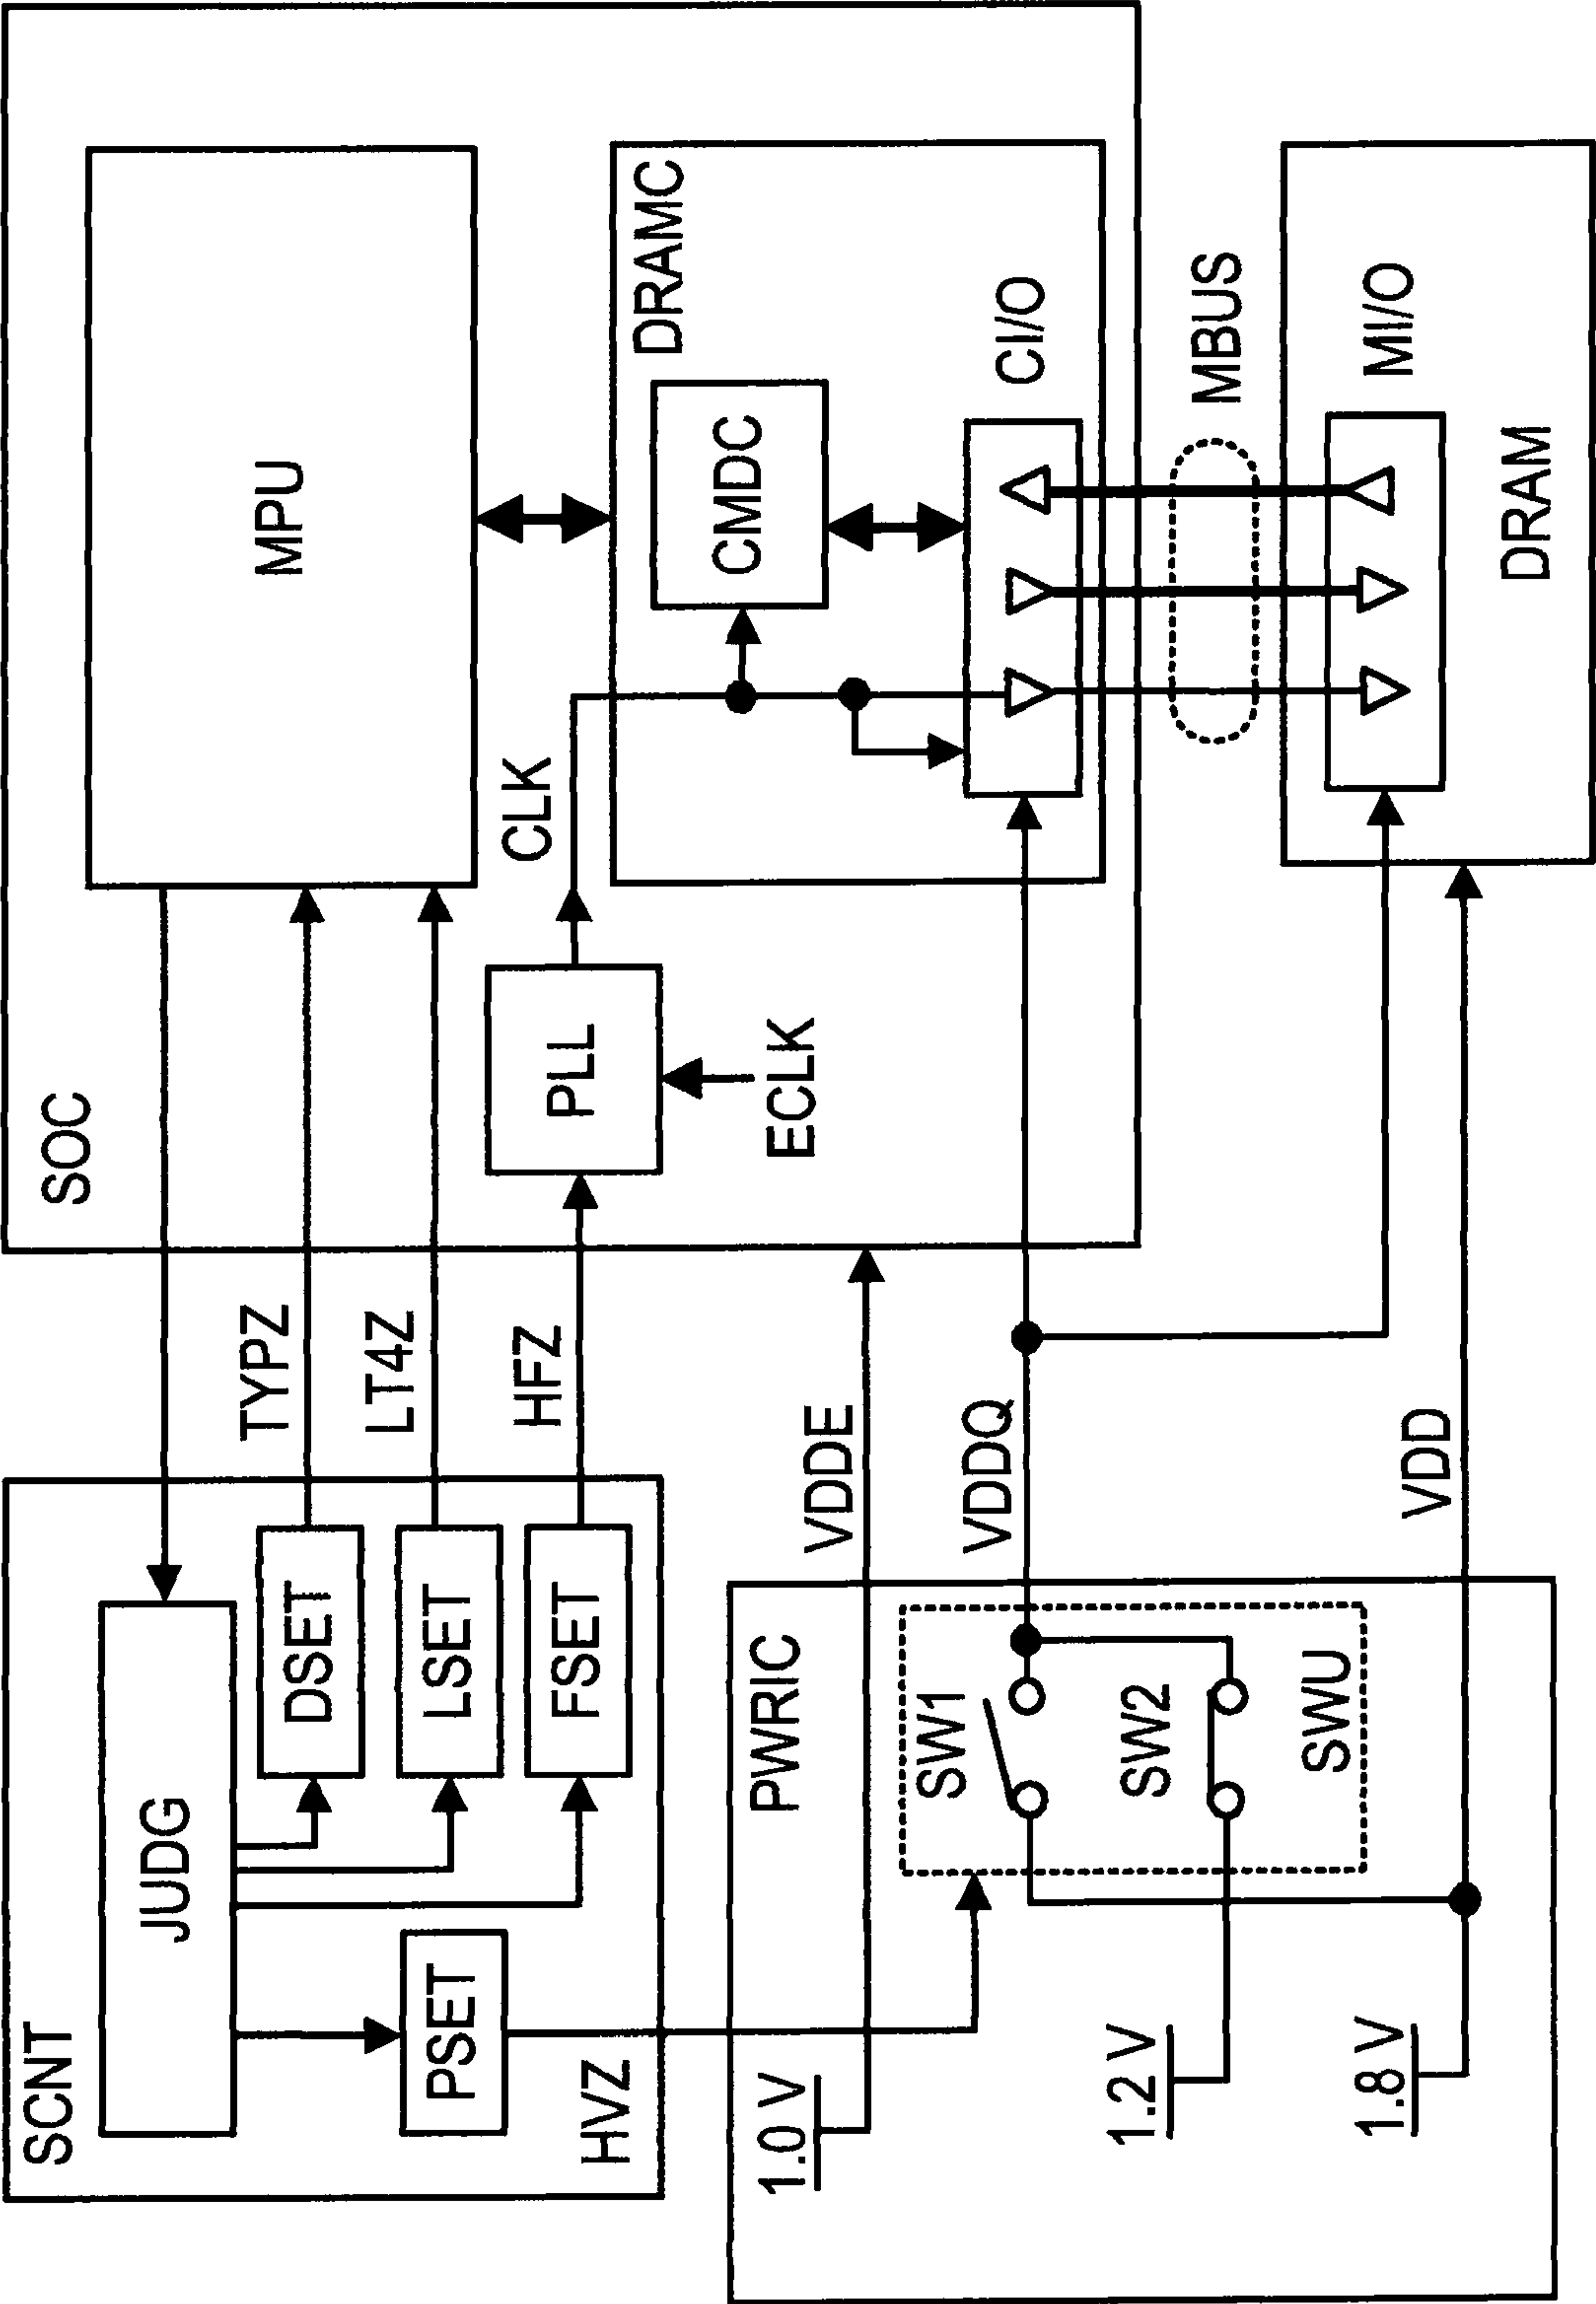 SCNT
JUDG
PSET
DSET
LSET
FSET
HVZ
TYPZ
LT4Z
HFZ
SOC
MPU
PLL
ECLK
CLK
DRAMC
CMDC
CI/O
MBUS
MI/O
DRAM
PWRIC
1.0 V
1.2 V
1.8 V
SW1
SW2
SWU
VDDE
VDDQ
VDD